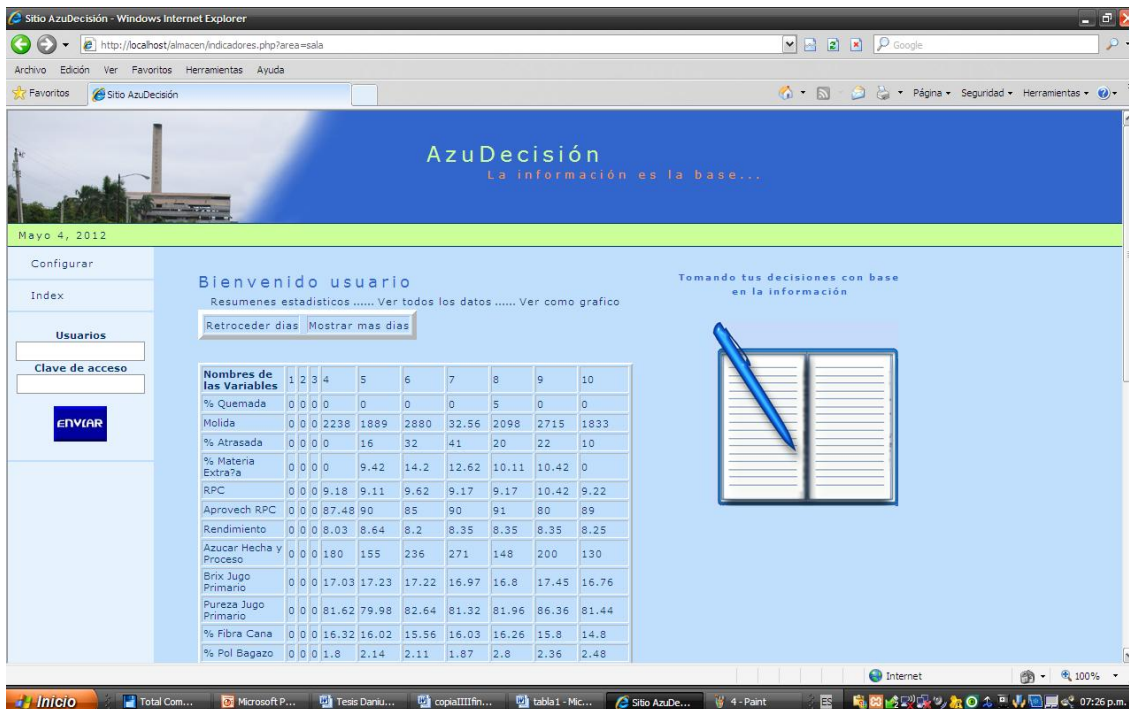 Sitio AzuDecisión - Windows Internet Explorer
http://localhost/almacen/indicadores.php?area=sala
Google
Archivo Edición Ver Favoritos Herramientas Ayuda
Favoritos Sitio AzuDecisión Página Seguridad Herramientas
AzuDecisión
La información es la base...
Mayo 4, 2012
Configurar
Index
Usuarios
Clave de acceso
ENVIAR
Bienvenido usuario
Resumenes estadisticos ...... Ver todos los datos ...... Ver como grafico
Retroceder dias Mostrar mas dias
Nombres de las Variables 1 2 3 4 5 6 7 8 9 10
% Quemada 0 0 0 0 0 0 0 5 0 0
Molida 0 0 0 2238 1889 2880 32.56 2098 2715 1833
% Atrasada 0 0 0 0 16 32 41 20 22 10
% Materia Extra?a 0 0 0 0 9.42 14.2 12.62 10.11 10.42 0
RPC 0 0 0 9.18 9.11 9.62 9.17 9.17 10.42 9.22
Aprovech RPC 0 0 0 87.48 90 85 90 91 80 89
Rendimiento 0 0 0 8.03 8.64 8.2 8.35 8.35 8.35 8.25
Azucar Hecha y Proceso 0 0 0 180 155 236 271 148 200 130
Brix Jugo Primario 0 0 0 17.03 17.23 17.22 16.97 16.8 17.45 16.76
Pureza Jugo Primario 0 0 0 81.62 79.98 82.64 81.32 81.96 86.36 81.44
% Fibra Cana 0 0 0 16.32 16.02 15.56 16.03 16.26 15.8 14.8
% Pol Bagazo 0 0 0 1.8 2.14 2.11 1.87 2.8 2.36 2.48
Tomando tus decisiones con base
en la información
Internet 100%
Inicio Total Com... Microsoft P... Tesis Daniu... copiaIIIIfin... tabla1 - Mic... Sitio AzuDe... 4 - Paint ES 07:26 p.m.